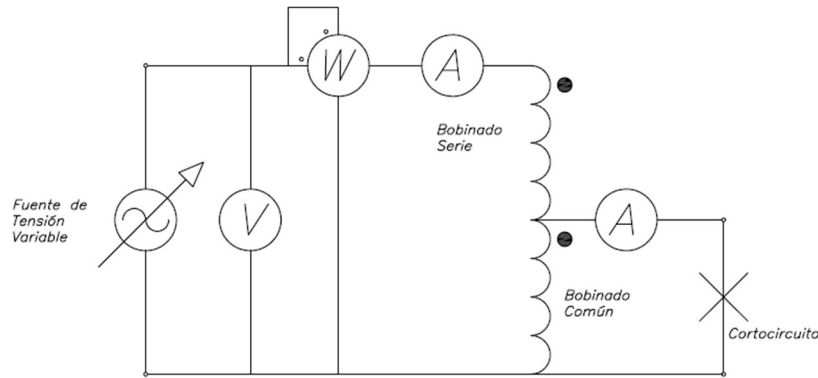 W
A
Bobinado
Serie
Fuente de
Tensión
Variable
V
A
Bobinado
Común
Cortocircuito